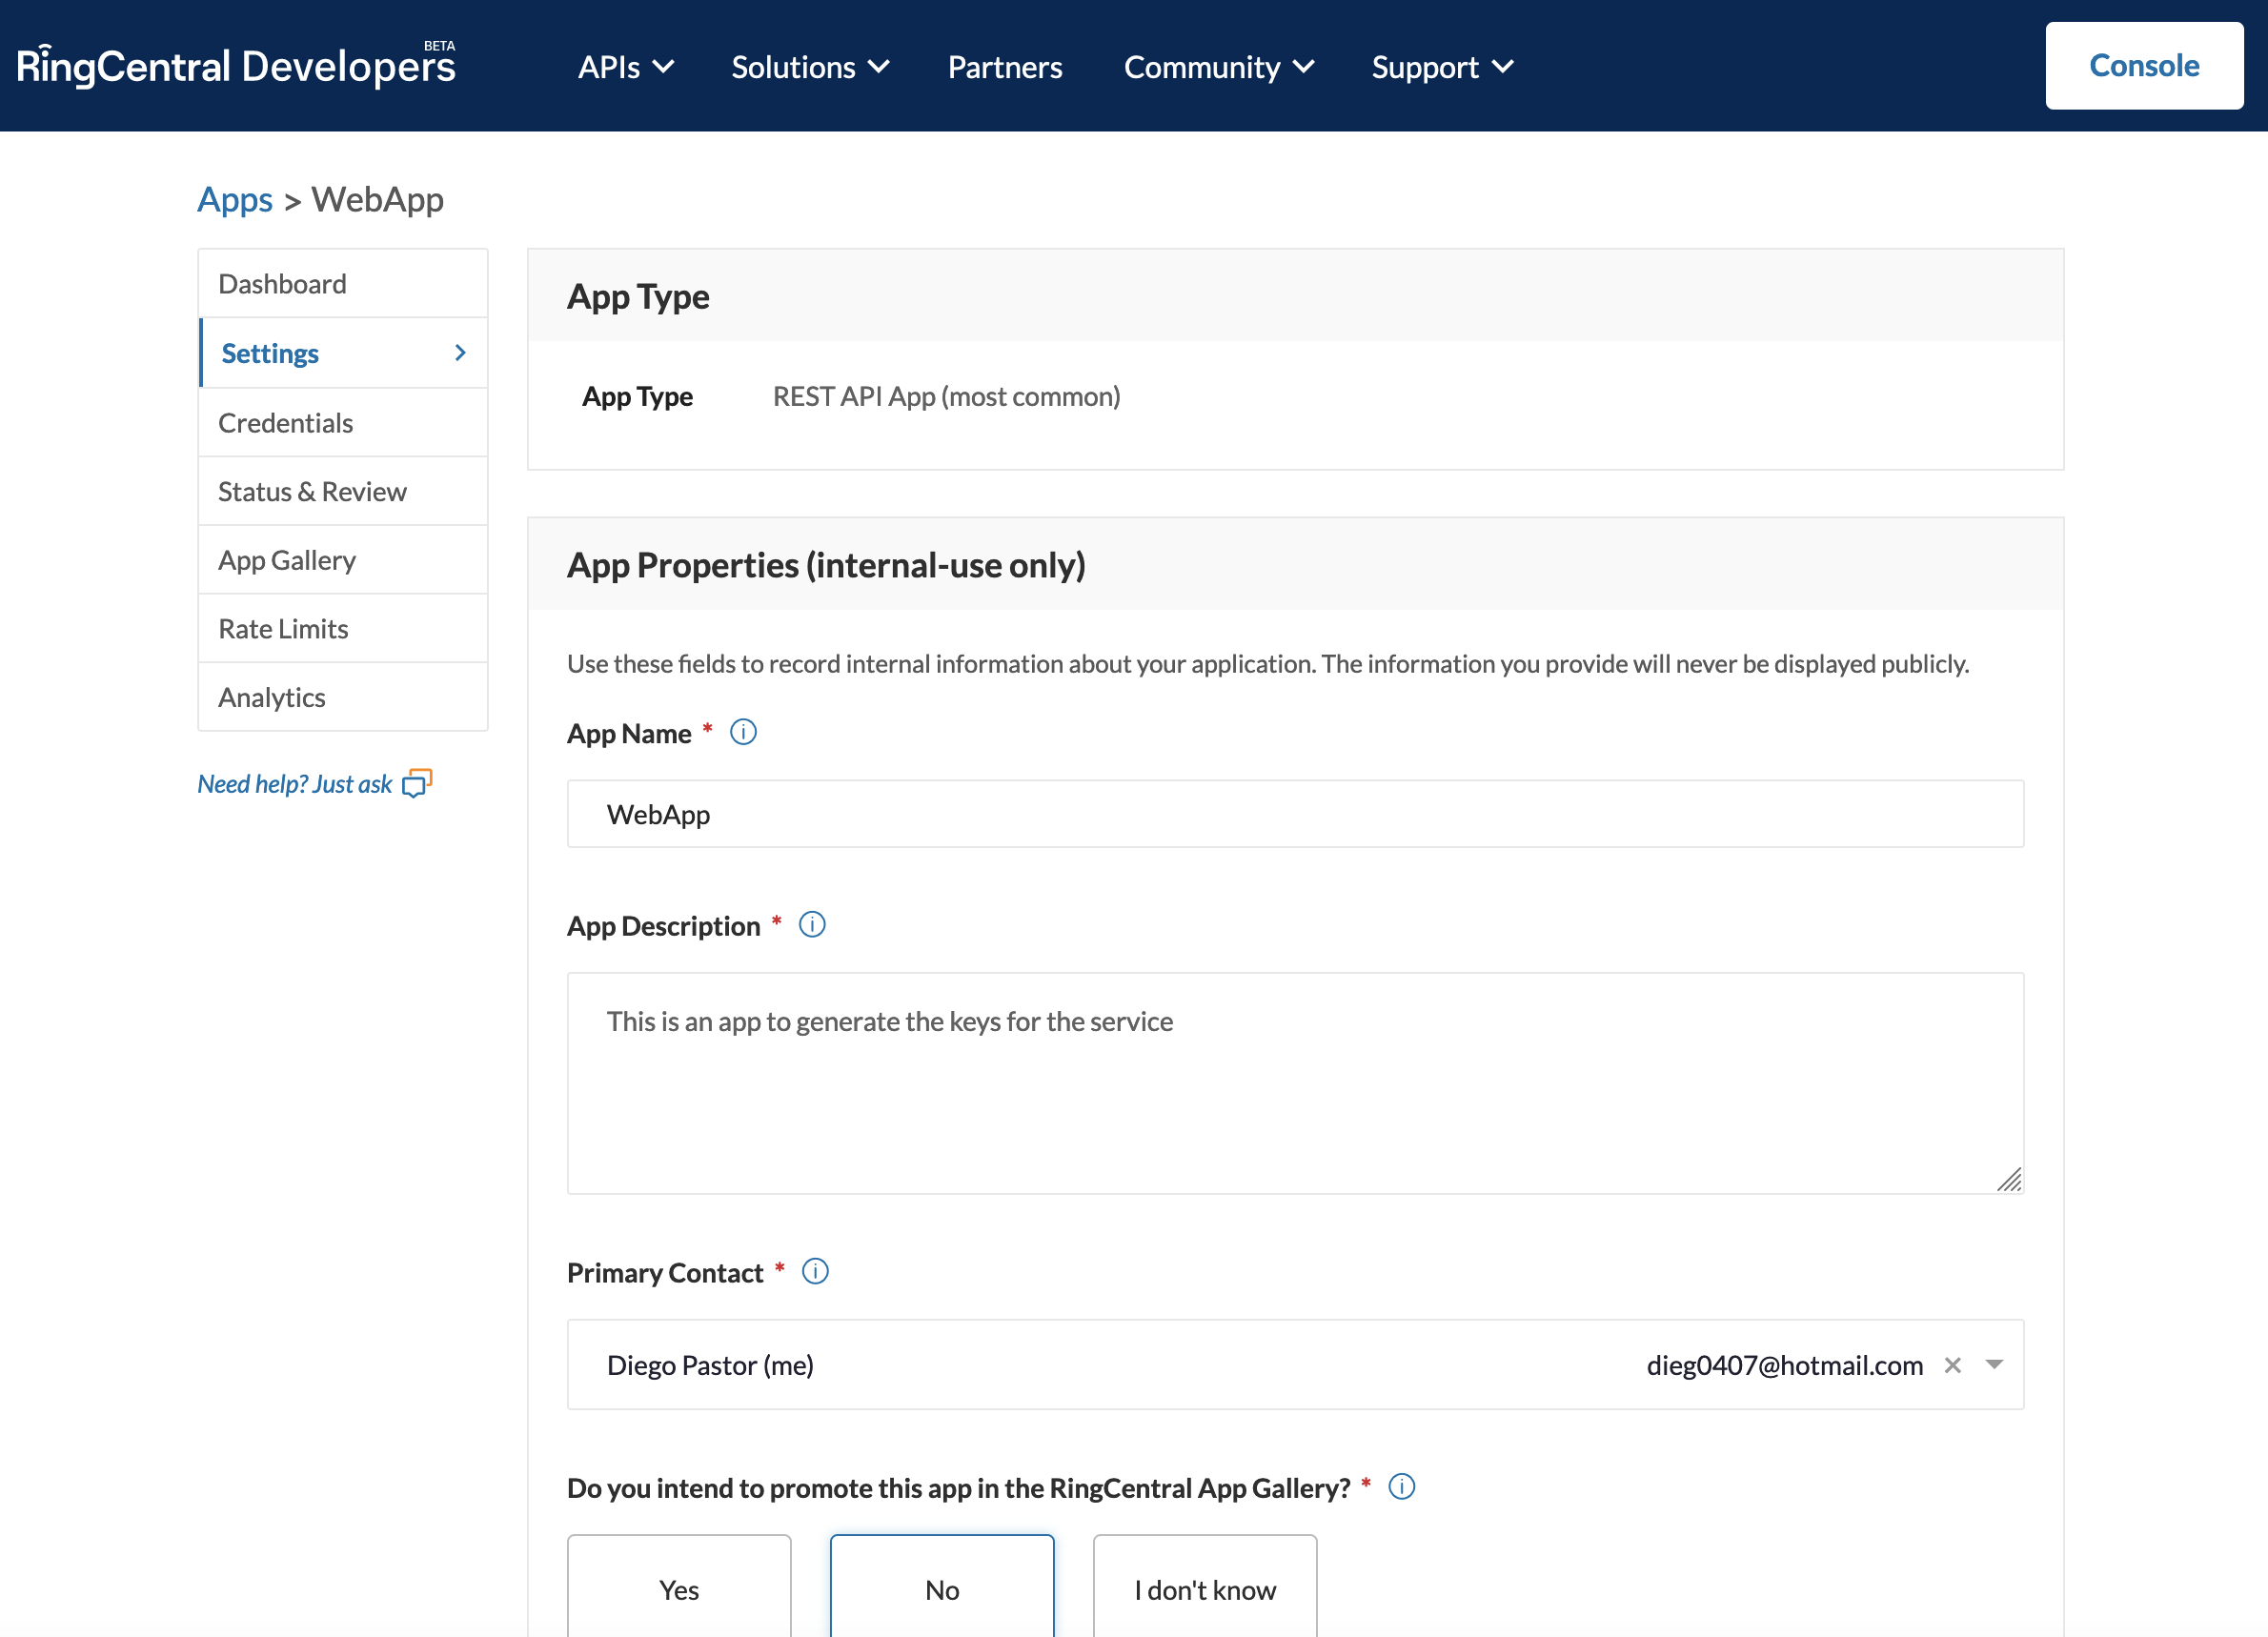 RingCentral Developers BETA
APIs Solutions Partners Community Support Console
Apps > WebApp
Dashboard
Settings
Credentials
Status & Review
App Gallery
Rate Limits
Analytics
Need help? Just ask
App Type
App Type REST API App (most common)
App Properties (internal-use only)
Use these fields to record internal information about your application. The information you provide will never be displayed publicly.
App Name *
WebApp
App Description *
This is an app to generate the keys for the service
Primary Contact *
Diego Pastor (me) dieg0407@hotmail.com
Do you intend to promote this app in the RingCentral App Gallery? *
Yes No I don't know